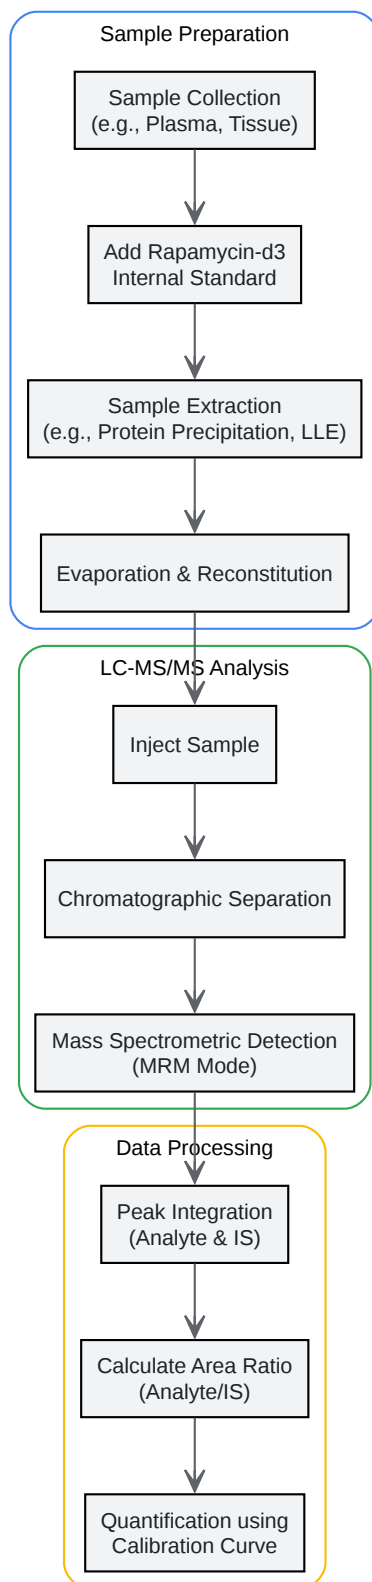 Sample Preparation
Sample Collection
(e.g., Plasma, Tissue)
Add Rapamycin-d3
Internal Standard
Sample Extraction
(e.g., Protein Precipitation, LLE)
Evaporation & Reconstitution
LC-MS/MS Analysis
Inject Sample
Chromatographic Separation
Mass Spectrometric Detection
(MRM Mode)
Data Processing
Peak Integration
(Analyte & IS)
Calculate Area Ratio
(Analyte/IS)
Quantification using
Calibration Curve